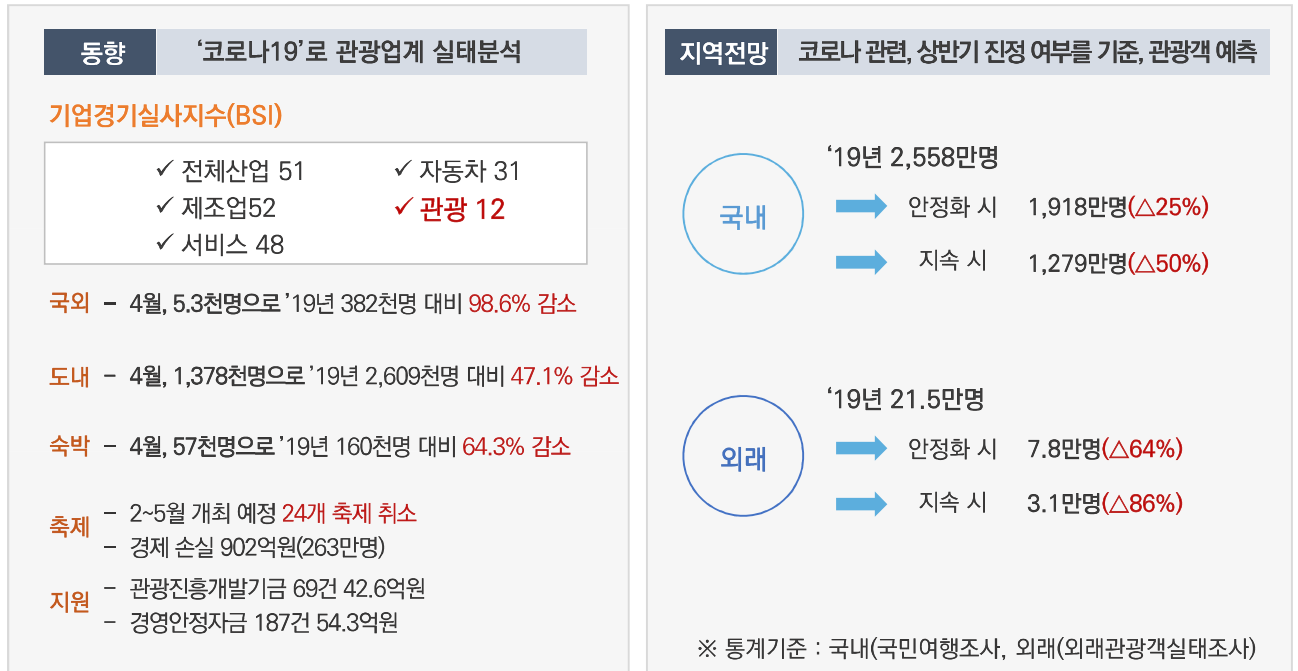 동향 ‘코로나19’로 관광업계 실태분석
기업경기실사지수(BSI)
✓ 전체산업 51 ✓ 자동차 31
✓ 제조업52 ✓ 관광 12
✓ 서비스 48
국외 – 4월, 5.3천명으로 ’19년 382천명 대비 98.6% 감소
도내 – 4월, 1,378천명으로 ’19년 2,609천명 대비 47.1% 감소
숙박 – 4월, 57천명으로 ’19년 160천명 대비 64.3% 감소
축제
– 2~5월 개최 예정 24개 축제 취소
– 경제 손실 902억원(263만명)
지원
– 관광진흥개발기금 69건 42.6억원
– 경영안정자금 187건 54.3억원
지역전망 코로나 관련, 상반기 진정 여부를 기준, 관광객 예측
국내
‘19년 2,558만명
안정화 시 1,918만명(△25%)
지속 시 1,279만명(△50%)
외래
‘19년 21.5만명
안정화 시 7.8만명(△64%)
지속 시 3.1만명(△86%)
※ 통계기준 : 국내(국민여행조사, 외래(외래관광객실태조사)